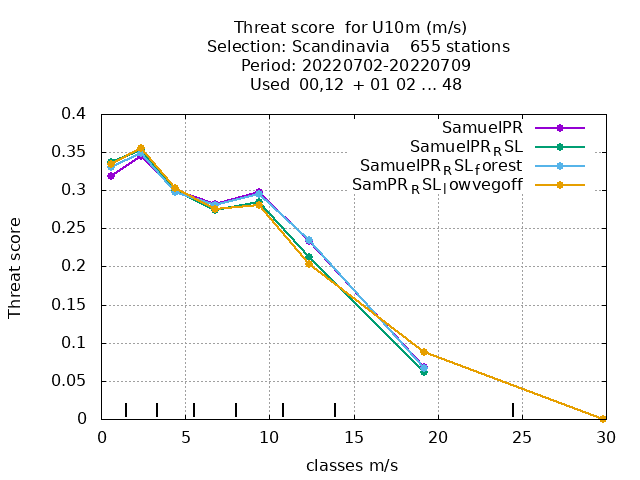 Threat score for U10m (m/s)
Selection: Scandinavia 655 stations
Period: 20220702-20220709
Used 00,12 + 01 02 ... 48
SamuelPR
SamuelPR_RSL
SamuelPR_RSL_forest
SamPR_RSL_lowvegoff
Threat score
0.4
0.35
0.3
0.25
0.2
0.15
0.1
0.05
0
0 5 10 15 20 25 30
classes m/s